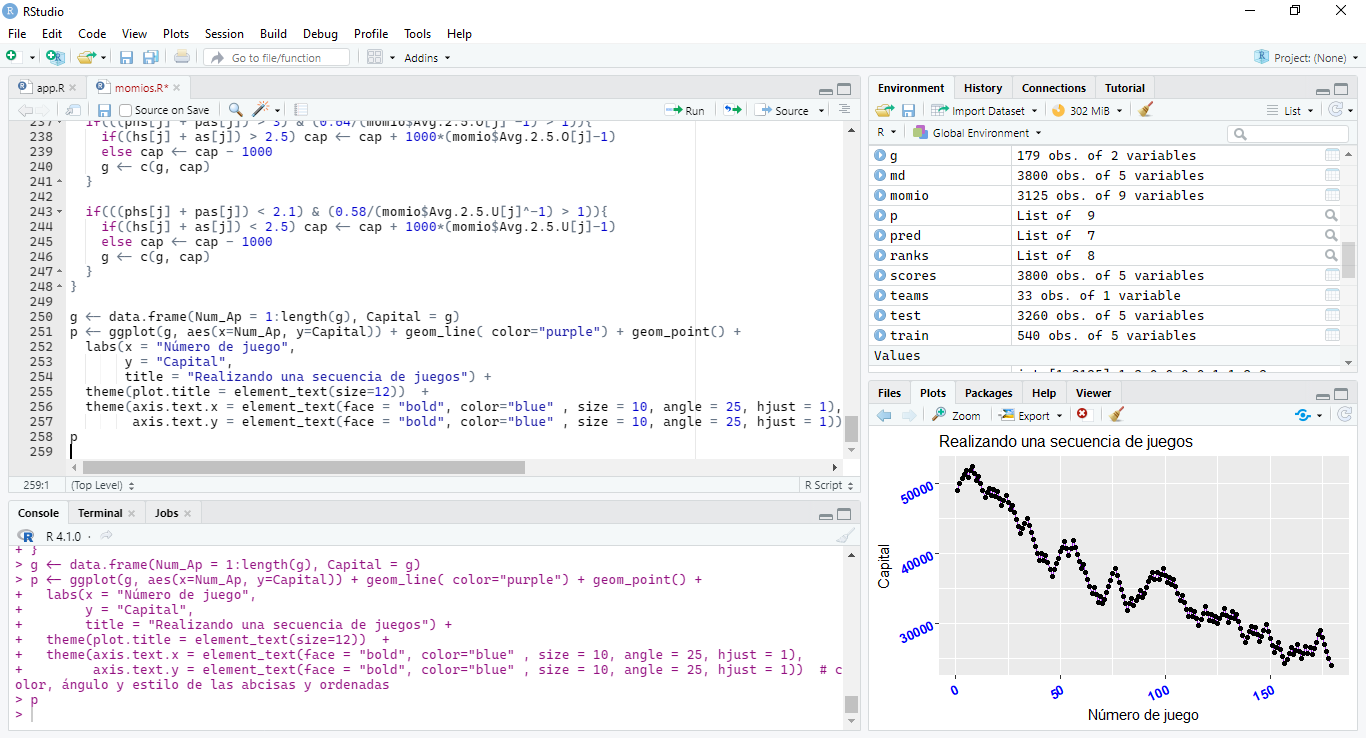 RStudio
File Edit Code View Plots Session Build Debug Profile Tools Help
Go to file/function Addins Project: (None)
app.R momios.R*
Source on Save Run Source
237 if(((phs[j] + pas[j]) > 3) & (0.64/(momio$Avg.2.5.O[j]^-1) > 1)){
238 if((hs[j] + as[j]) > 2.5) cap <- cap + 1000*(momio$Avg.2.5.O[j]-1)
239 else cap <- cap - 1000
240 g <- c(g, cap)
241 }
242
243 if(((phs[j] + pas[j]) < 2.1) & (0.58/(momio$Avg.2.5.U[j]^-1) > 1)){
244 if((hs[j] + as[j]) < 2.5) cap <- cap + 1000*(momio$Avg.2.5.U[j]-1)
245 else cap <- cap - 1000
246 g <- c(g, cap)
247 }
248 }
249
250 g <- data.frame(Num_Ap = 1:length(g), Capital = g)
251 p <- ggplot(g, aes(x=Num_Ap, y=Capital)) + geom_line( color="purple") + geom_point() +
252 labs(x = "Número de juego",
253 y = "Capital",
254 title = "Realizando una secuencia de juegos") +
255 theme(plot.title = element_text(size=12)) +
256 theme(axis.text.x = element_text(face = "bold", color="blue" , size = 10, angle = 25, hjust = 1),
257 axis.text.y = element_text(face = "bold", color="blue" , size = 10, angle = 25, hjust = 1))
258 p
259
259:1 (Top Level) R Script
Console Terminal Jobs
R 4.1.0 ·
+ }
> g <- data.frame(Num_Ap = 1:length(g), Capital = g)
> p <- ggplot(g, aes(x=Num_Ap, y=Capital)) + geom_line( color="purple") + geom_point() +
+ labs(x = "Número de juego",
+ y = "Capital",
+ title = "Realizando una secuencia de juegos") +
+ theme(plot.title = element_text(size=12)) +
+ theme(axis.text.x = element_text(face = "bold", color="blue" , size = 10, angle = 25, hjust = 1),
+ axis.text.y = element_text(face = "bold", color="blue" , size = 10, angle = 25, hjust = 1)) # c
olor, ángulo y estilo de las abcisas y ordenadas
> p
>
Environment History Connections Tutorial
Import Dataset 302 MiB List
R Global Environment
g 179 obs. of 2 variables
md 3800 obs. of 5 variables
momio 3125 obs. of 9 variables
p List of 9
pred List of 7
ranks List of 8
scores 3800 obs. of 5 variables
teams 33 obs. of 1 variable
test 3260 obs. of 5 variables
train 540 obs. of 5 variables
Values
Files Plots Packages Help Viewer
Zoom Export
Realizando una secuencia de juegos
50000
40000
30000
Capital
0 50 100 150
Número de juego